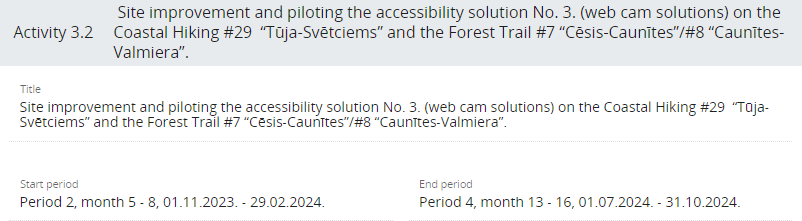 Activity 3.2
Site improvement and piloting the accessibility solution No. 3. (web cam solutions) on the
Coastal Hiking #29 “Tūja-Svētciems” and the Forest Trail #7 “Cēsis-Caunītes”/#8 “Caunītes-
Valmiera”.
Title
Site improvement and piloting the accessibility solution No. 3. (web cam solutions) on the Coastal Hiking #29 “Tūja-
Svētciems” and the Forest Trail #7 “Cēsis-Caunītes”/#8 “Caunītes-Valmiera”.
Start period
Period 2, month 5 - 8, 01.11.2023. - 29.02.2024.
End period
Period 4, month 13 - 16, 01.07.2024. - 31.10.2024.